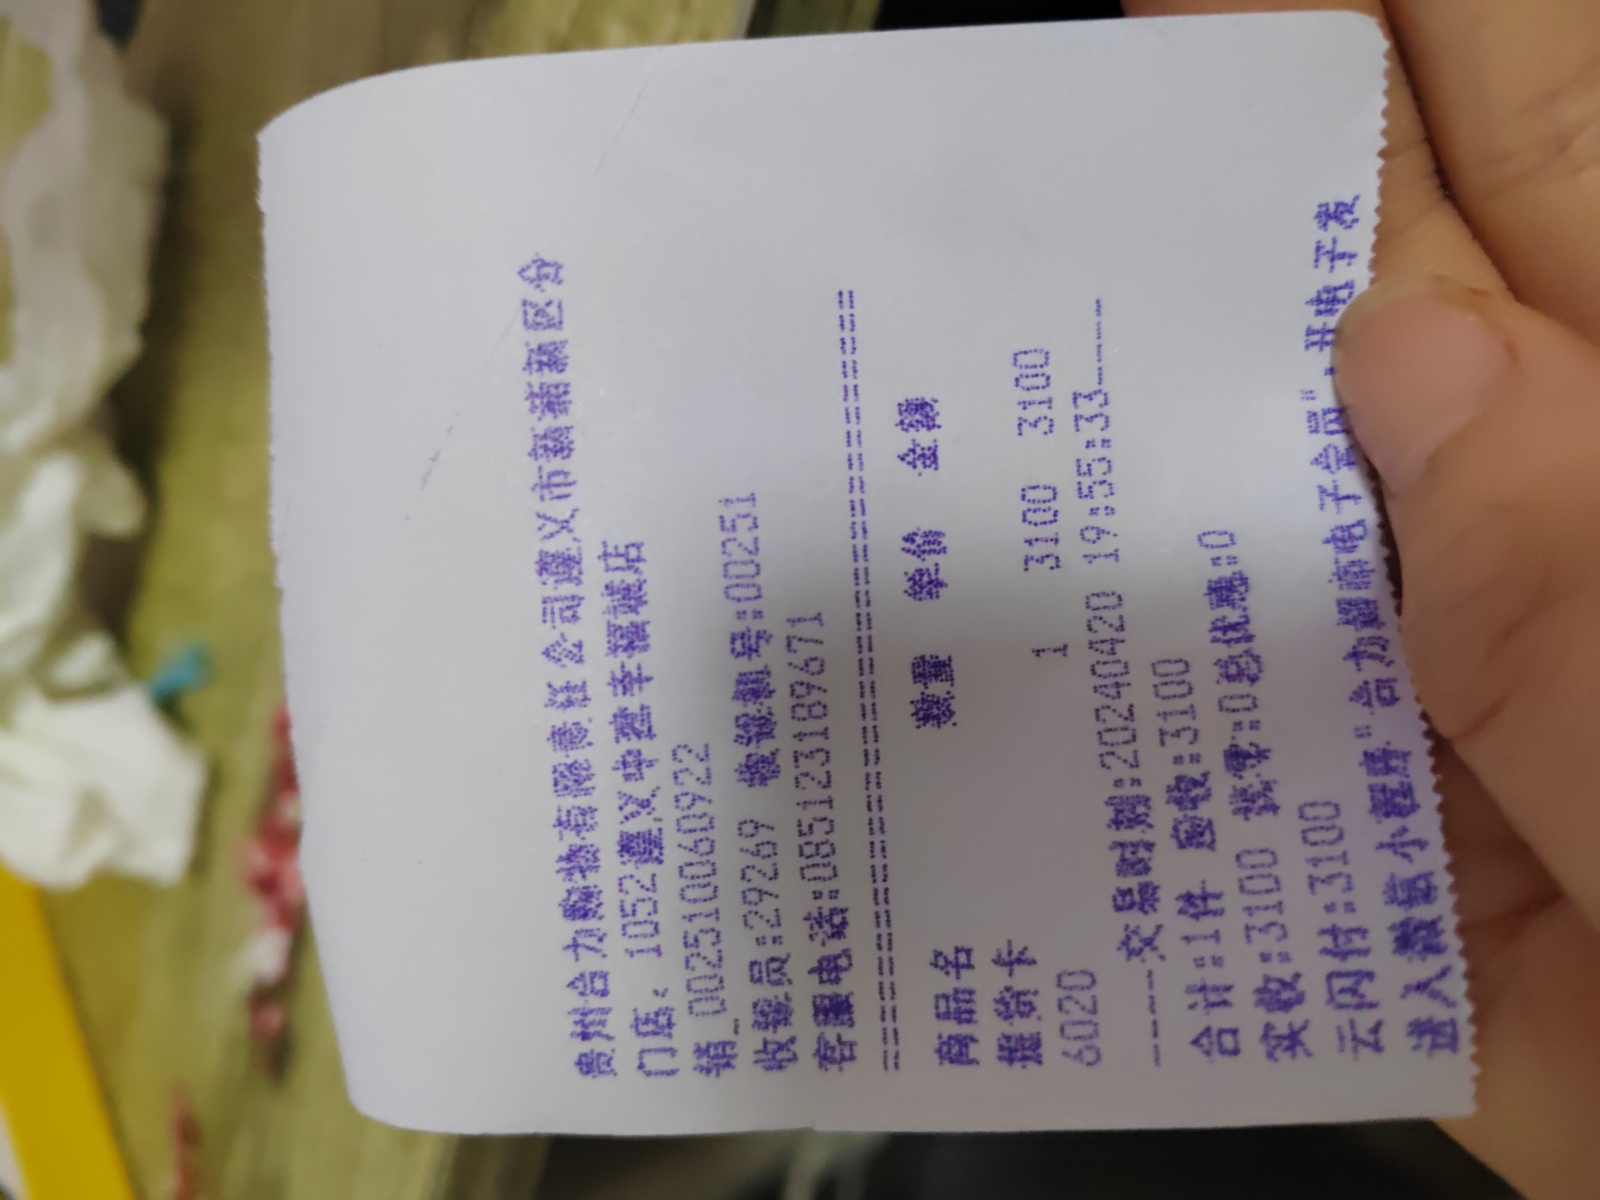 贵州合力购物有限责任公司遵义市新蒲新区分
门店: 1052遵义中建幸福城店
销_00251006060922
收银员:29269 收银机号:00251
客服电话:085123189671
================================
商品名 数量 单价 金额
提货卡
6020 1 3100 3100
-----交易时刻:20240420 19:55:33-----
合计:1件 应收:3100
实收:3100 找零:0总优惠:0
云闪付:3100
进入微信小程序"合力超市电子会员",开电子发